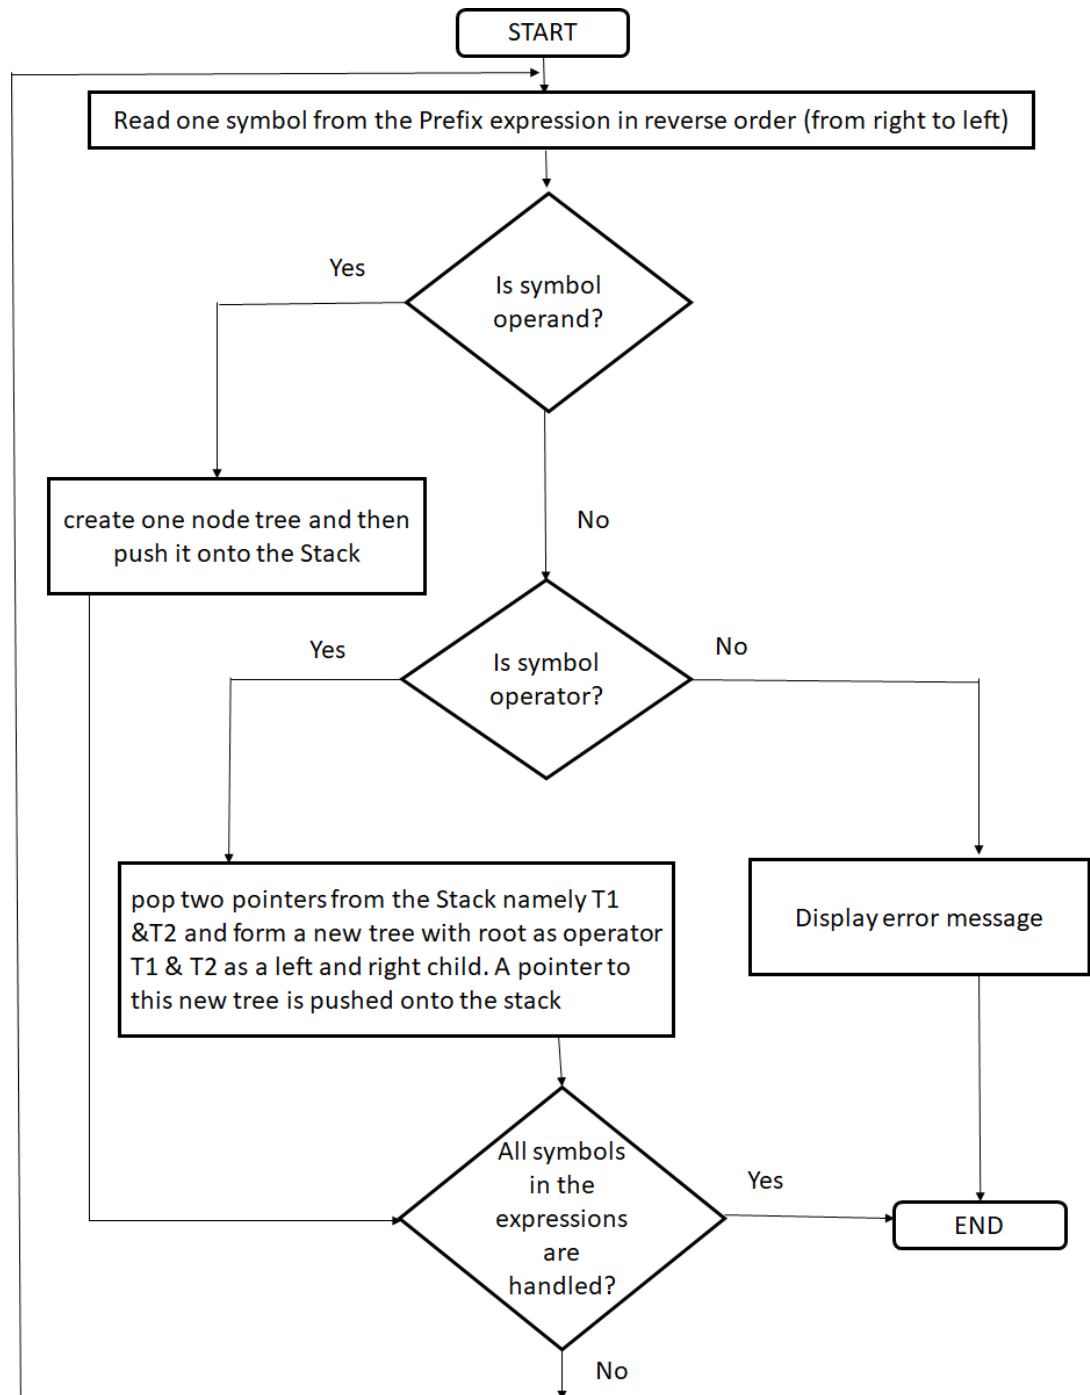 START
Read one symbol from the Prefix expression in reverse order (from right to left)
Yes
Is symbol
operand?
create one node tree and then
push it onto the Stack
No
Yes
Is symbol
operator?
No
pop two pointers from the Stack namely T1
&T2 and form a new tree with root as operator
T1 & T2 as a left and right child. A pointer to
this new tree is pushed onto the stack
Display error message
All symbols
in the
expressions
are
handled?
Yes
END
No